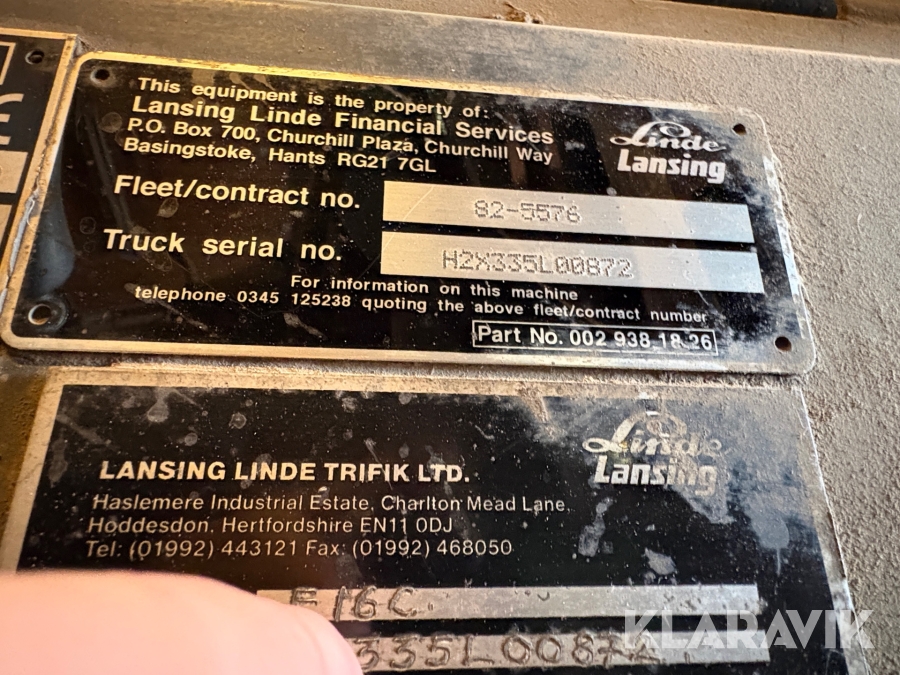 This equipment is the property of:
Lansing Linde Financial Services
P.O. Box 700, Churchill Plaza, Churchill Way
Basingstoke, Hants RG21 7GL
Linde
Lansing
Fleet/contract no. 82-5576
Truck serial no. H2X335L00872
For information on this machine
telephone 0345 125238 quoting the above fleet/contract number
Part No. 002 938 18 26
Linde
Lansing
LANSING LINDE TRIFIK LTD.
Haslemere Industrial Estate, Charlton Mead Lane,
Hoddesdon, Hertfordshire EN11 0DJ
Tel: (01992) 443121 Fax: (01992) 468050
E16C
335L00872
KLARAVIK